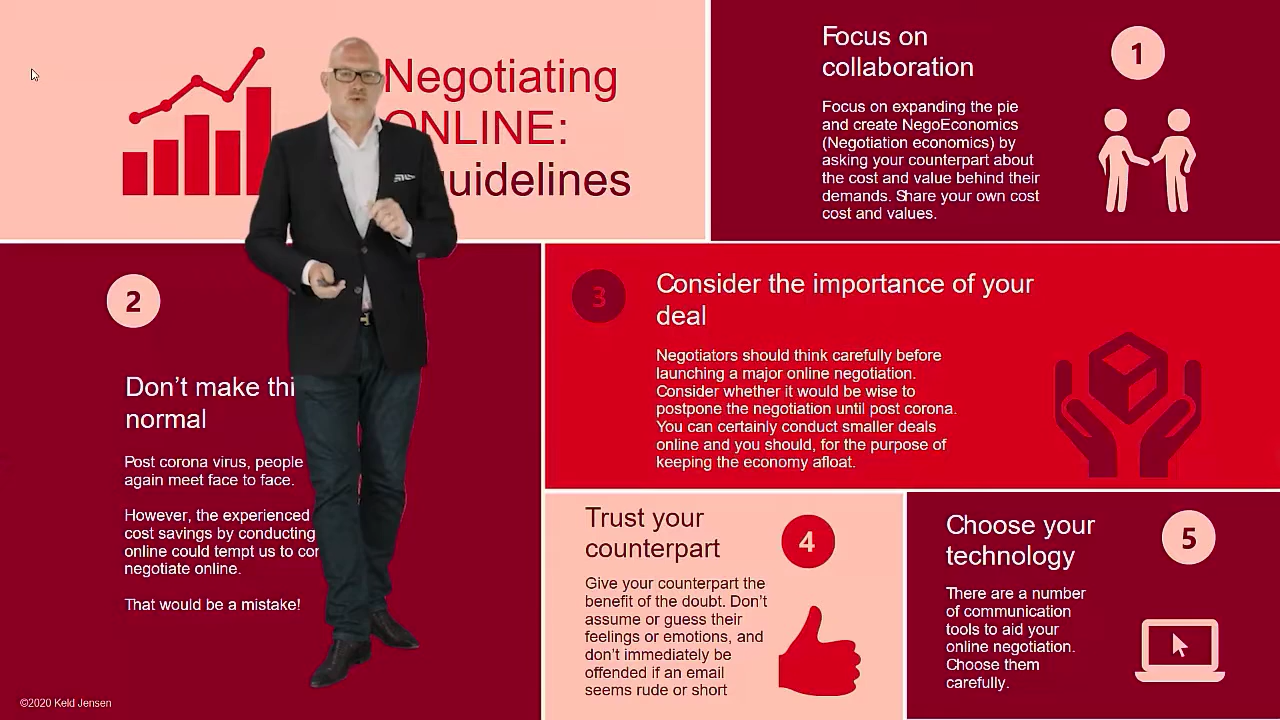 Negotiating
ONLINE:
uidelines
1
Focus on
collaboration
Focus on expanding the pie
and create NegoEconomics
(Negotiation economics) by
asking your counterpart about
the cost and value behind their
demands. Share your own cost
cost and values.
2
Don't make thi
normal
Post corona virus, people
again meet face to face.
However, the experienced
cost savings by conducting
online could tempt us to con
negotiate online.
That would be a mistake!
3
Consider the importance of your
deal
Negotiators should think carefully before
launching a major online negotiation.
Consider whether it would be wise to
postpone the negotiation until post corona.
You can certainly conduct smaller deals
online and you should, for the purpose of
keeping the economy afloat.
Trust your
counterpart
4
Give your counterpart the
benefit of the doubt. Don't
assume or guess their
feelings or emotions, and
don't immediately be
offended if an email
seems rude or short
Choose your
technology
5
There are a number
of communication
tools to aid your
online negotiation.
Choose them
carefully.
©2020 Keld Jensen